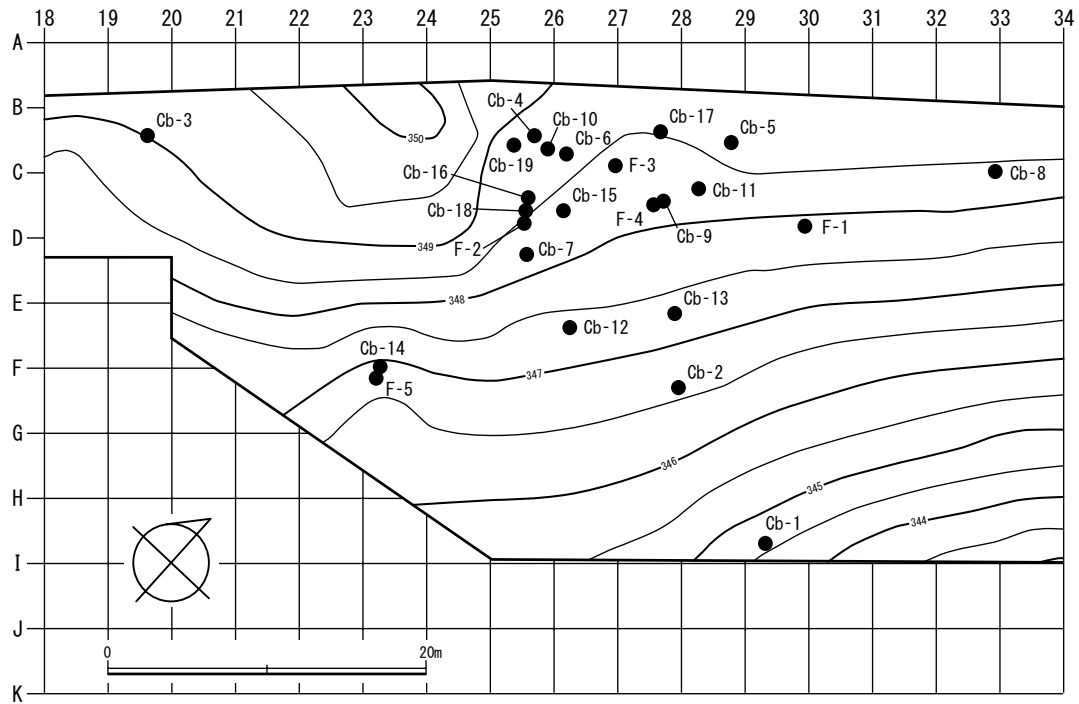 18 19 20 21 22 23 24 25 26 27 28 29 30 31 32 33 34
A
B
Cb-4
Cb-3
Cb-10
Cb-17
Cb-5
350
Cb-6
Cb-19
F-3
C
Cb-16
Cb-8
Cb-15
Cb-11
Cb-18
F-4
F-1
D
Cb-9
349
F-2
Cb-7
348
E
Cb-13
Cb-12
Cb-14
F
347
Cb-2
F-5
G
346
345
H
344
Cb-1
I
J
0 20m
K